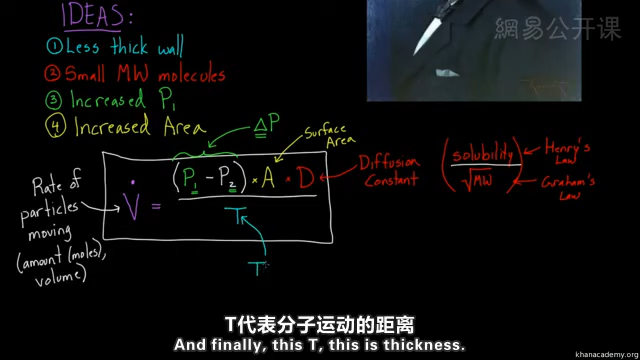 IDEAS:
① Less thick wall
② Small MW molecules
③ Increased P₁
④ Increased Area
網易公开课
ΔP
Surface Area
V̇ = (P₁ - P₂) × A × D
T
Rate of
particles
moving
(amount (moles),
volume)
Diffusion
Constant
(solubility
√MW)
Henry's
Law
Graham's
Law
T
T代表分子运动的距离
And finally, this T, this is thickness.
khanacademy.org